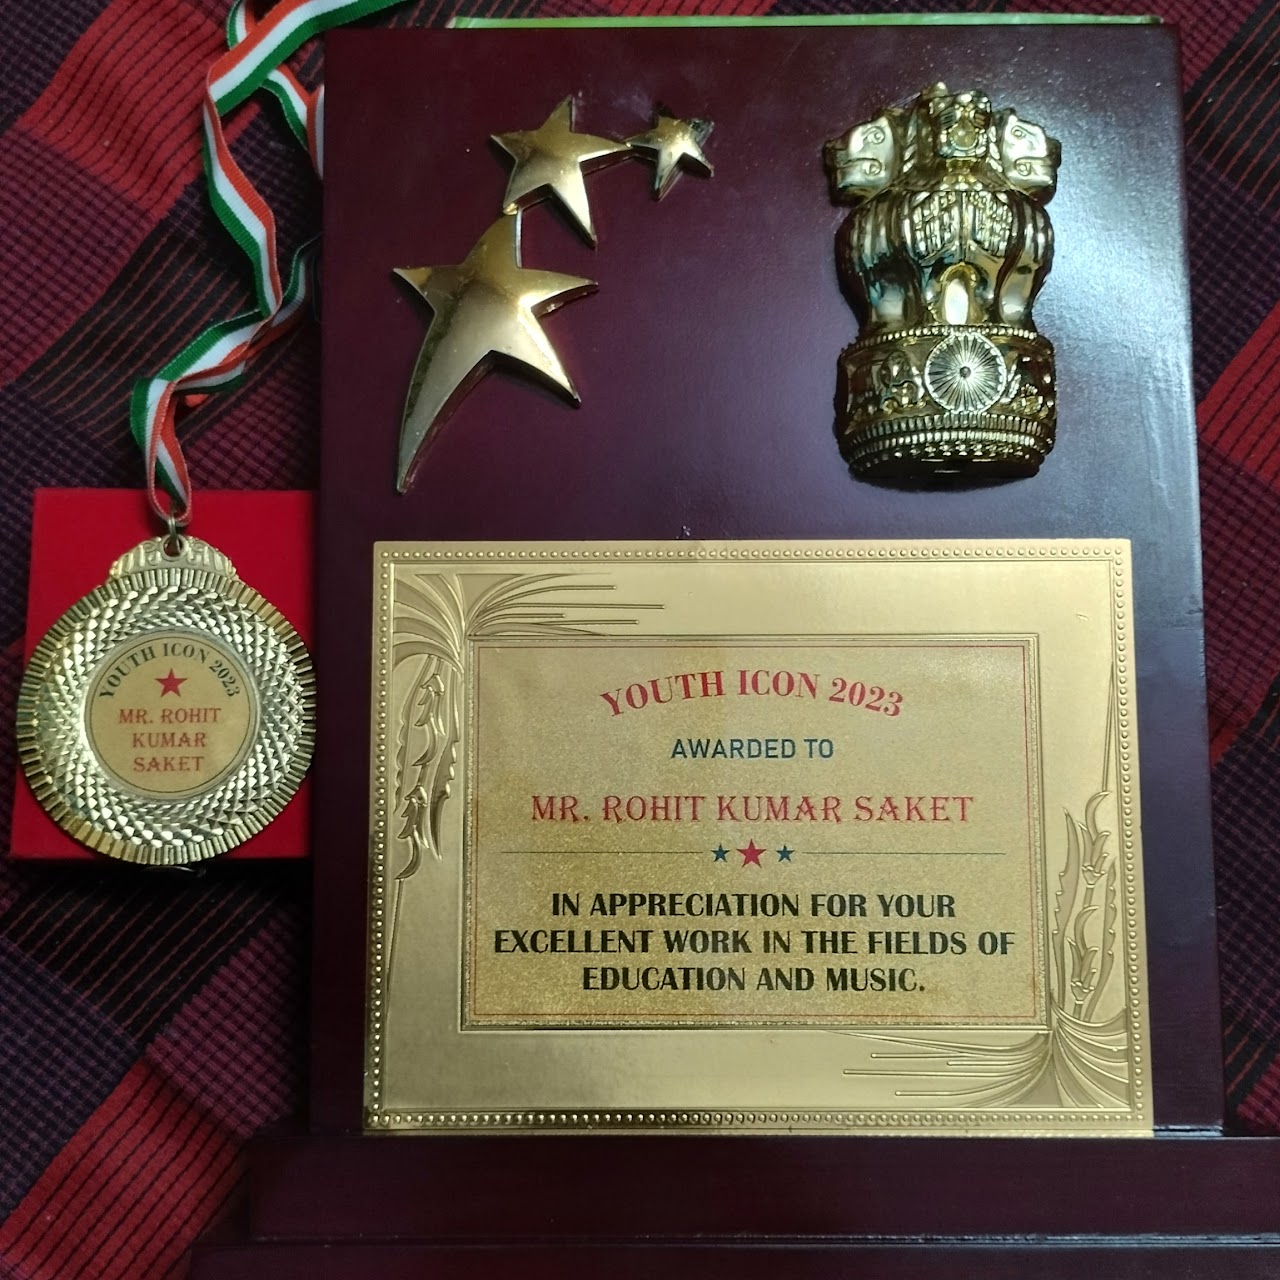 YOUTH ICON 2023
MR. ROHIT
KUMAR
SAKET
YOUTH ICON 2023
AWARDED TO
MR. ROHIT KUMAR SAKET
IN APPRECIATION FOR YOUR
EXCELLENT WORK IN THE FIELDS OF
EDUCATION AND MUSIC.